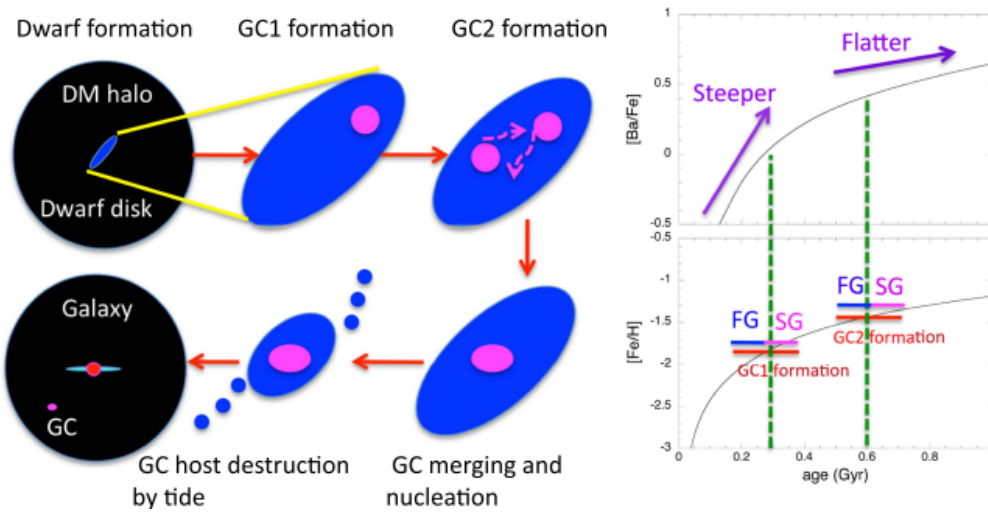 Dwarf formation
GC1 formation
GC2 formation
DM halo
Dwarf disk
Galaxy
GC
GC host destruction
by tide
GC merging and
nucleation
1
0.5
0
-0.5
[Ba/Fe]
Steeper
Flatter
-0.5
-1
-1.5
-2
-2.5
-3
[Fe/H]
FG SG
GC1 formation
FG SG
GC2 formation
0 0.2 0.4 0.6 0.8
age (Gyr)